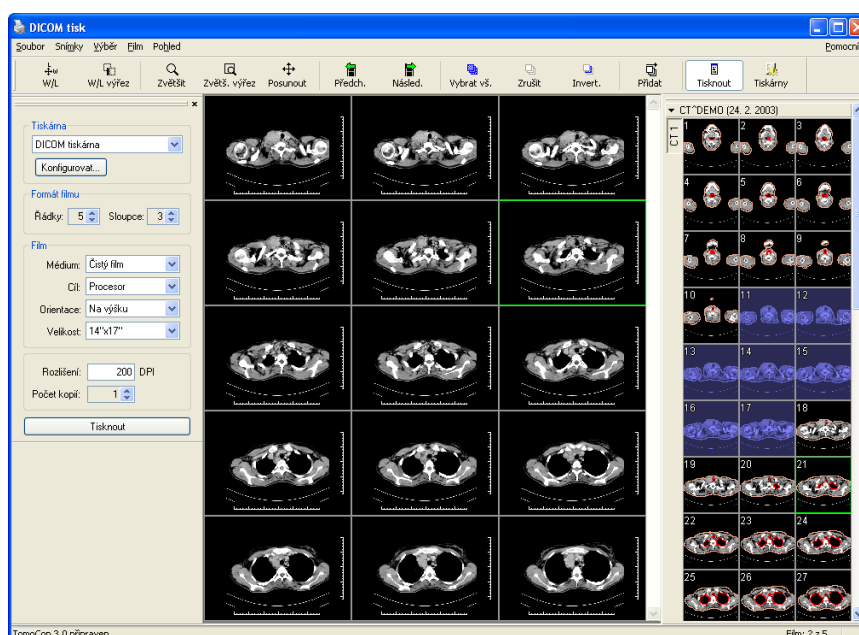 DICOM tisk
Soubor Snímky Výběr Film Pohled Pomocní
W/L W/L výřez Zvětšit Zvětš. výřez Posunout Předch. Násled. Vybrat vš. Zrušit Invert. Přidat Tisknout Tiskárny
Tiskárna
DICOM tiskárna
Konfigurovat...
Formát filmu
Řádky: 5 Sloupce: 3
Film
Médium: Čistý film
Cíl: Procesor
Orientace: Na výšku
Velikost: 14"x17"
Rozlišení: 200 DPI
Počet kopií: 1
Tisknout
CT^DEMO (24. 2. 2003)
CT 1
1 2 3
4 5 6
7 8 9
10 11 12
13 14 15
16 17 18
19 20 21
22 23 24
25 26 27
TomoCon 3.0 připraven
Film: 2 z 5